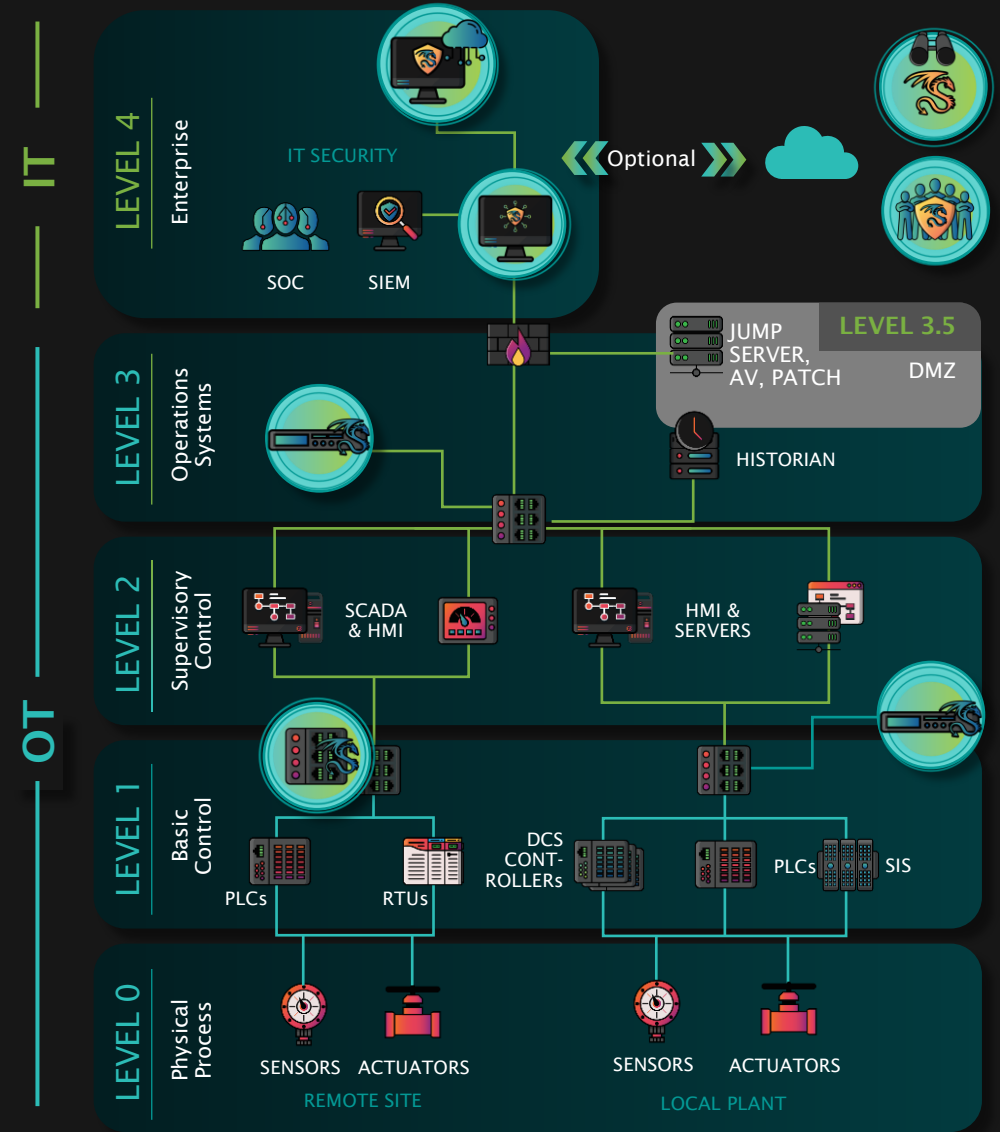 IT
LEVEL 4
Enterprise
IT SECURITY
SOC
SIEM
Optional
OT
LEVEL 3
Operations
Systems
JUMP
SERVER,
AV, PATCH
LEVEL 3.5
DMZ
HISTORIAN
LEVEL 2
Supervisory
Control
SCADA
& HMI
HMI &
SERVERS
LEVEL 1
Basic
Control
PLCs
RTUs
DCS
CONT-
ROLLERs
PLCs
SIS
LEVEL 0
Physical
Process
SENSORS
ACTUATORS
REMOTE SITE
SENSORS
ACTUATORS
LOCAL PLANT